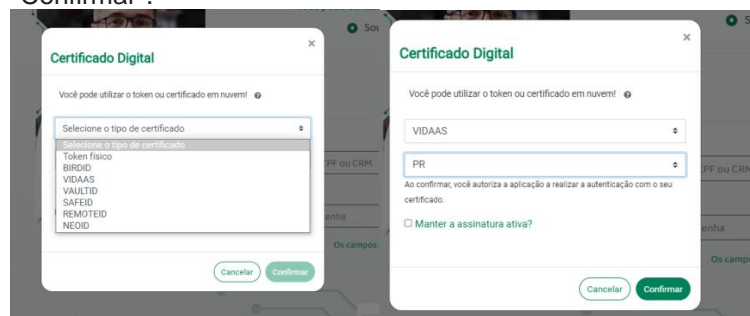 "Confirmar".
Certificado Digital
×
Você pode utilizar o token ou certificado em nuvem!
Selecione o tipo de certificado
Selecione o tipo de certificado
Token físico
BIRDID
VIDAAS
VAULTID
SAFEID
REMOTEID
NEOID
Cancelar
Confirmar
CPF ou CRM
enha
Os campos
Certificado Digital
×
Você pode utilizar o token ou certificado em nuvem!
VIDAAS
PR
Ao confirmar, você autoriza a aplicação a realizar a autenticação com o seu
certificado.
Manter a assinatura ativa?
Cancelar
Confirmar
CPF ou CRM
enha
Os campo